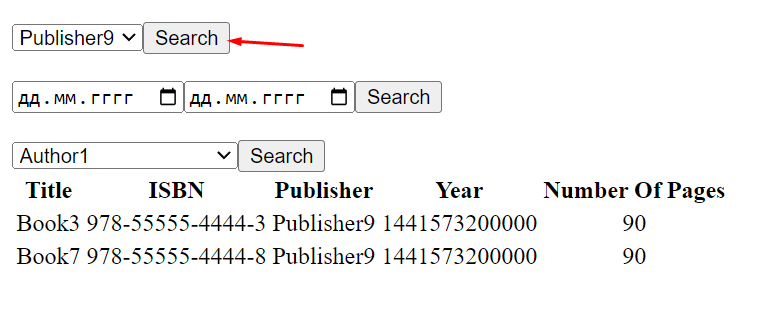 Publisher9 Search
дд.мм.гггг дд.мм.гггг Search
Author1 Search
Title ISBN Publisher Year Number Of Pages
Book3 978-55555-4444-3 Publisher9 1441573200000 90
Book7 978-55555-4444-8 Publisher9 1441573200000 90